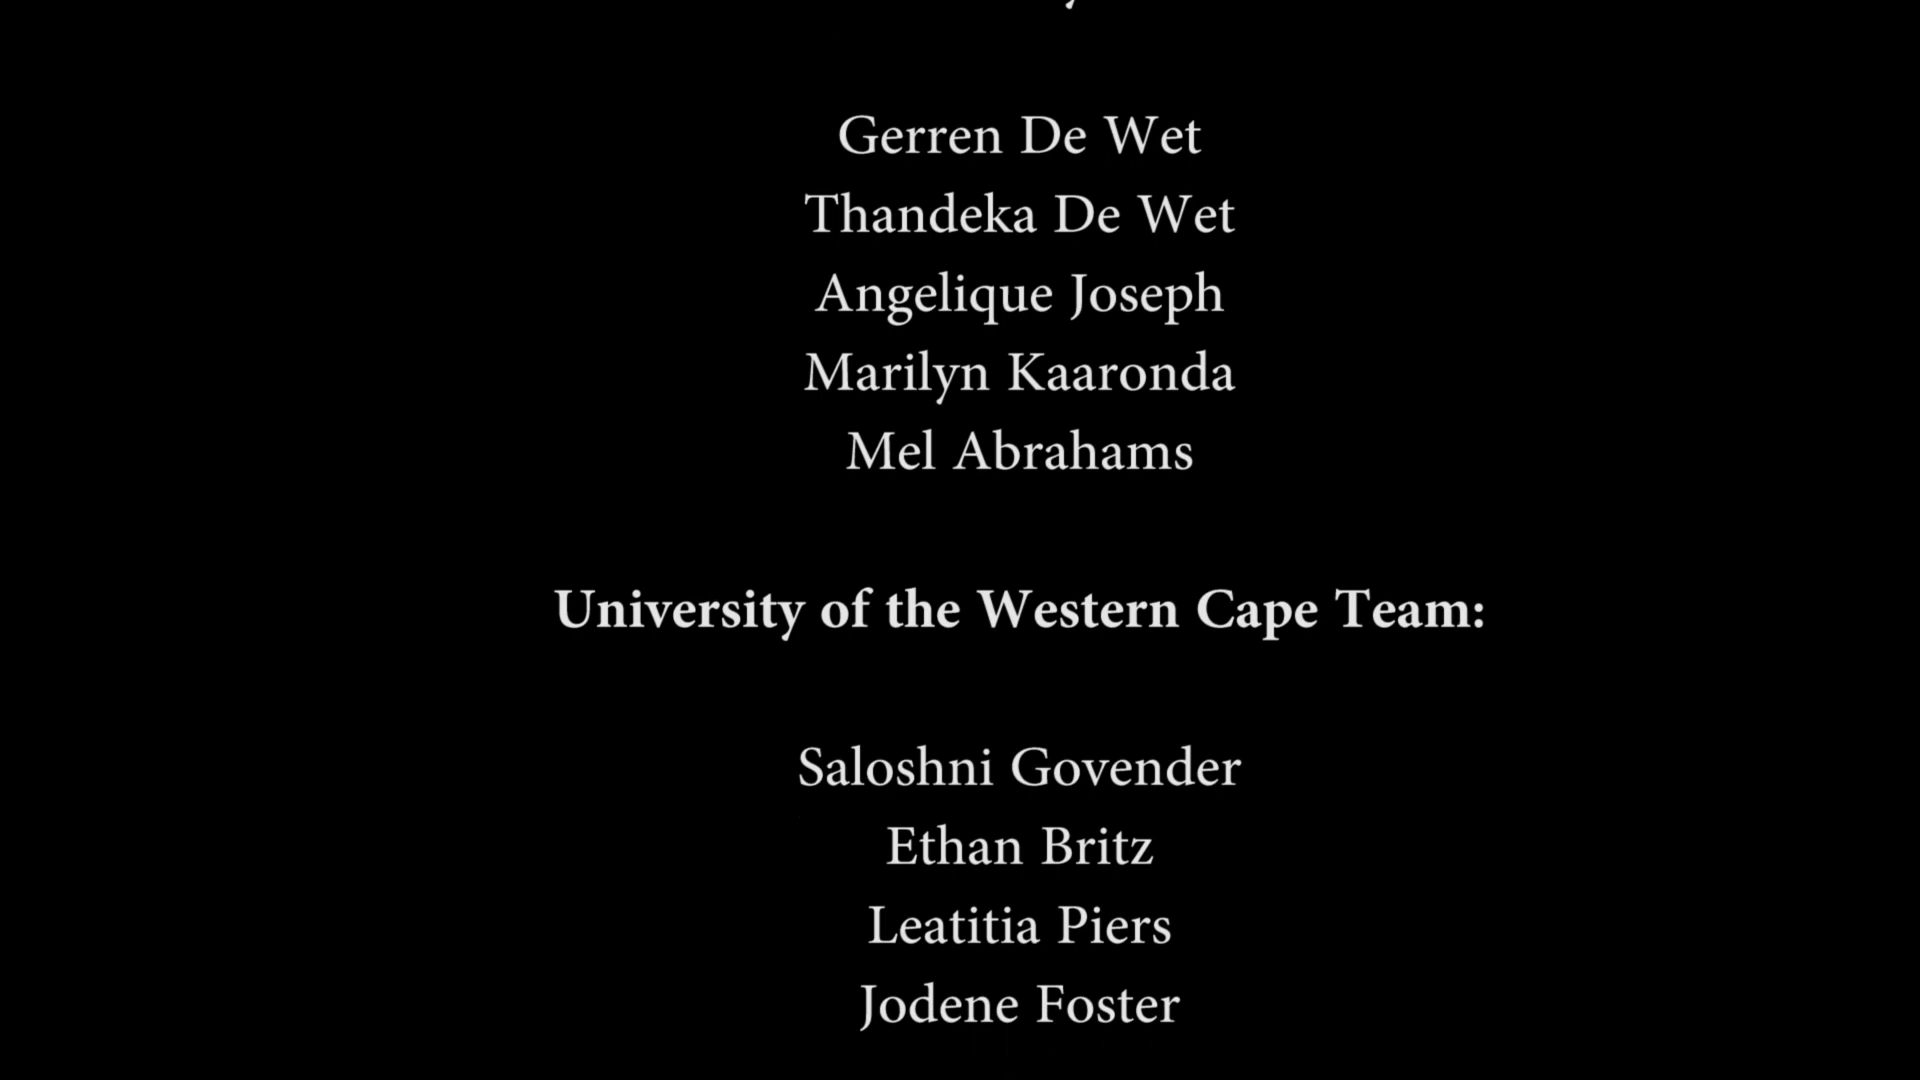 Gerren De Wet
Thandeka De Wet
Angelique Joseph
Marilyn Kaaronda
Mel Abrahams
University of the Western Cape Team:
Saloshni Govender
Ethan Britz
Leatitia Piers
Jodene Foster